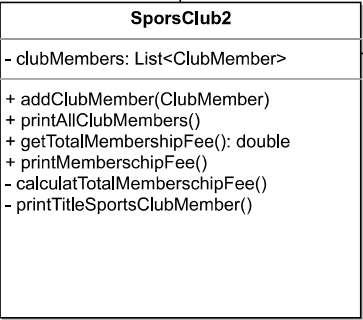 SporsClub2
- clubMembers: List<ClubMember>
+ addClubMember(ClubMember)
+ printAllClubMembers()
+ getTotalMembershipFee(): double
+ printMemberschipFee()
- calculatTotalMemberschipFee()
- printTitleSportsClubMember()